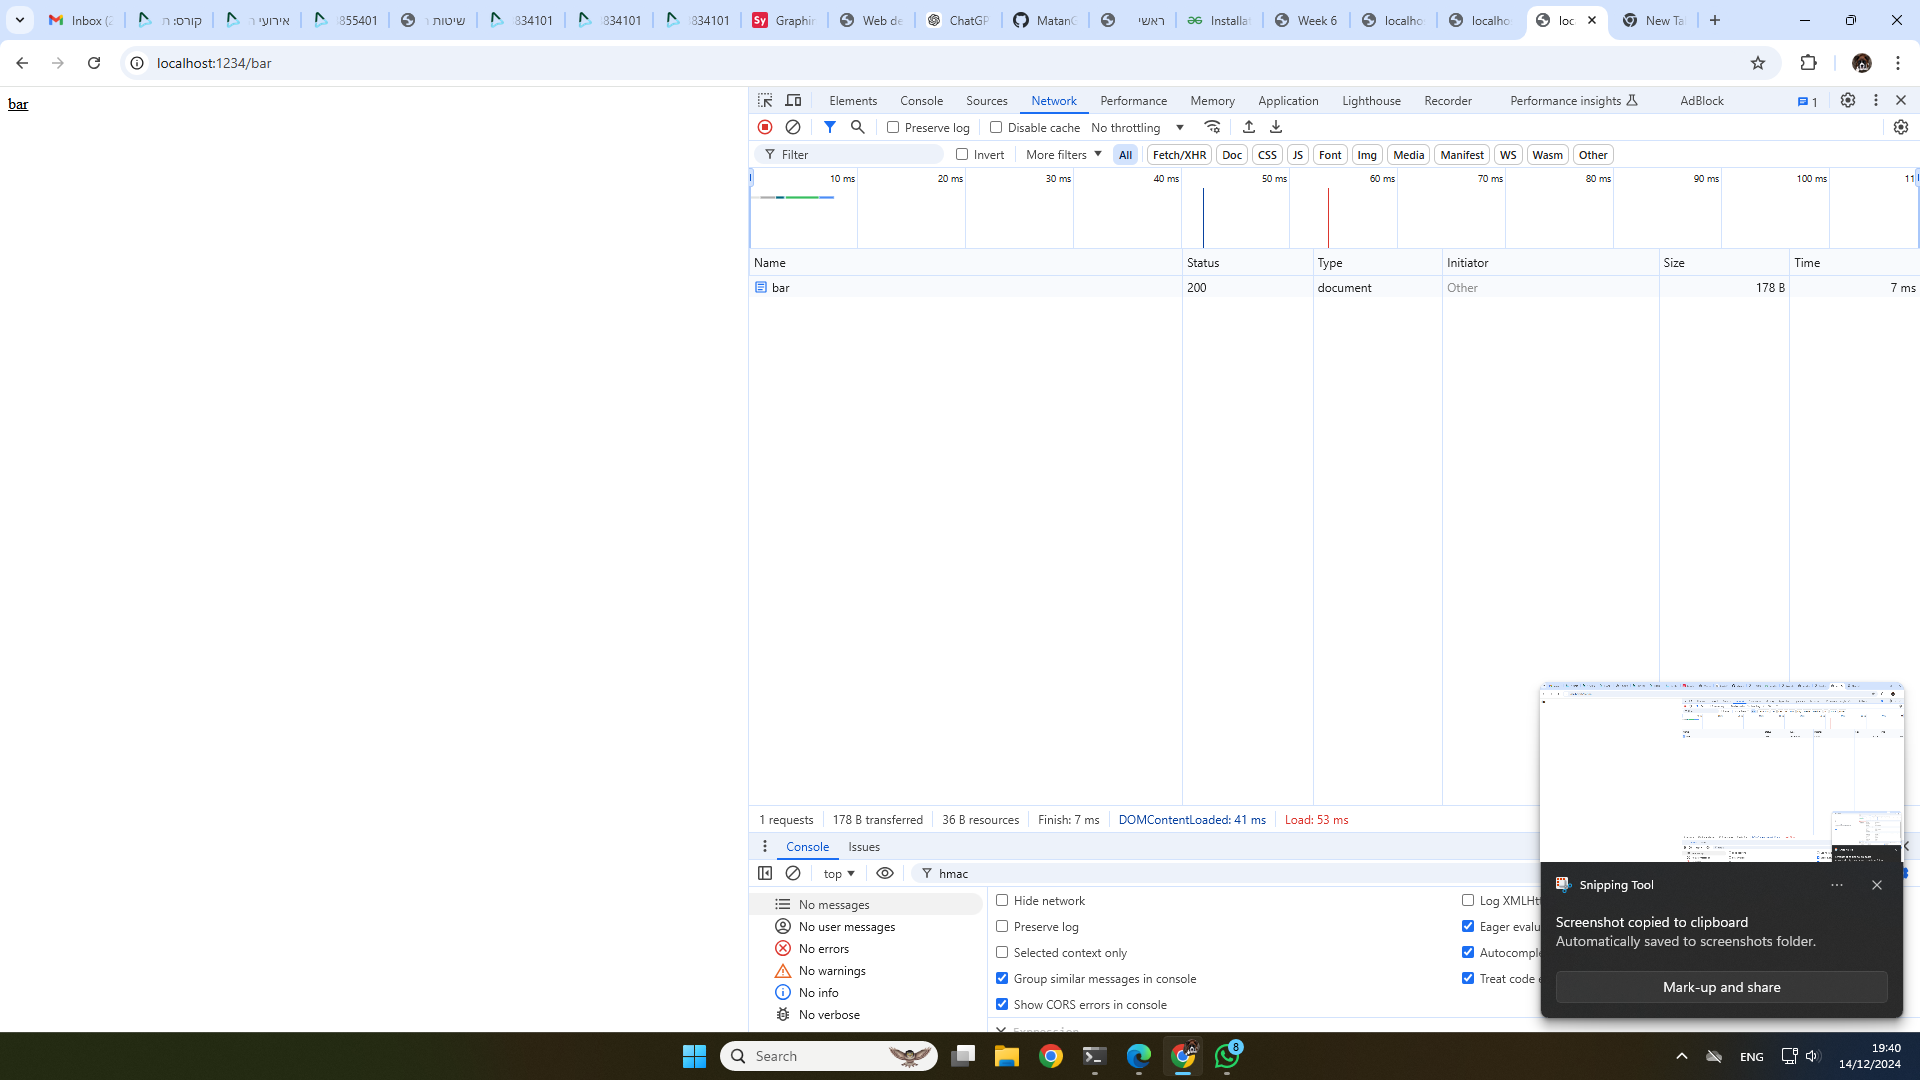 Inbox (2
קורס: ת
אירועי ה
855401
שיטות ה
834101
834101
834101
Sy Graphin
Web de
ChatGP
MatanG
ראשי
Installa
Week 6
localho
localho
loc
New Ta
localhost:1234/bar
bar
Elements Console Sources Network Performance Memory Application Lighthouse Recorder Performance insights AdBlock 1
Preserve log Disable cache No throttling
Filter Invert More filters All Fetch/XHR Doc CSS JS Font Img Media Manifest WS Wasm Other
10 ms 20 ms 30 ms 40 ms 50 ms 60 ms 70 ms 80 ms 90 ms 100 ms 11
Name Status Type Initiator Size Time
bar 200 document Other 178 B 7 ms
1 requests 178 B transferred 36 B resources Finish: 7 ms DOMContentLoaded: 41 ms Load: 53 ms
Console Issues
top hmac
No messages
No user messages
No errors
No warnings
No info
No verbose
Hide network
Preserve log
Selected context only
Group similar messages in console
Show CORS errors in console
Log XMLHtt
Eager evalu
Autocomple
Treat code e
Expression
Snipping Tool
Screenshot copied to clipboard
Automatically saved to screenshots folder.
Mark-up and share
Search
8
ENG
19:40
14/12/2024